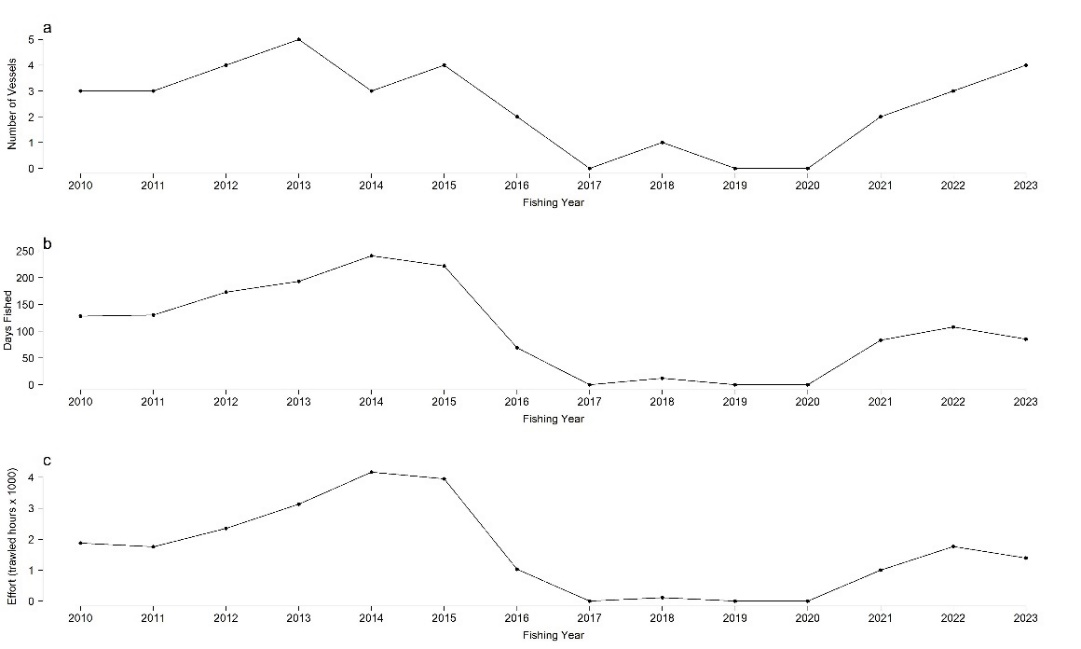 a
Number of Vessels
5
4
3
2
1
0
2010 2011 2012 2013 2014 2015 2016 2017 2018 2019 2020 2021 2022 2023
Fishing Year
b
Days Fished
250
200
150
100
50
0
2010 2011 2012 2013 2014 2015 2016 2017 2018 2019 2020 2021 2022 2023
Fishing Year
c
Effort (trawled hours x 1000)
4
3
2
1
0
2010 2011 2012 2013 2014 2015 2016 2017 2018 2019 2020 2021 2022 2023
Fishing Year